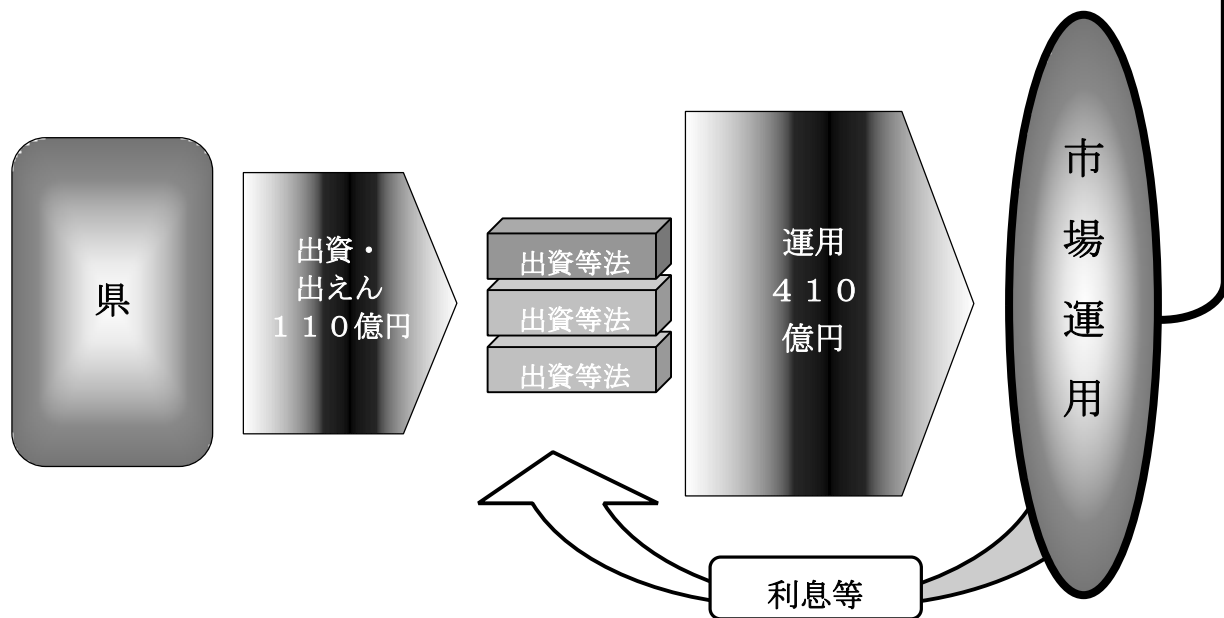 県
出資・
出えん
１１０億円
出資等法
出資等法
出資等法
運用
４１０
億円
市場運用
利息等